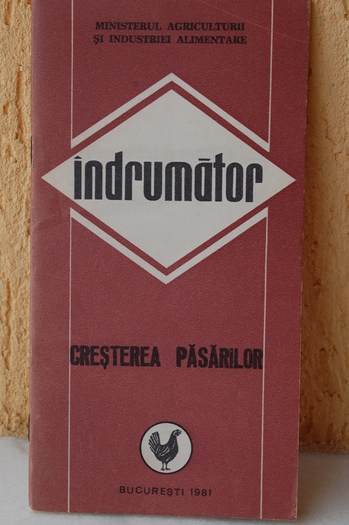 MINISTERUL AGRICULTURII
ȘI INDUSTRIEI ALIMENTARE
îndrumător
CREȘTEREA PĂSĂRILOR
BUCUREȘTI 1981